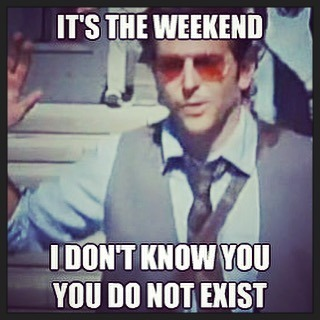 IT'S THE WEEKEND
I DON'T KNOW YOU
YOU DO NOT EXIST